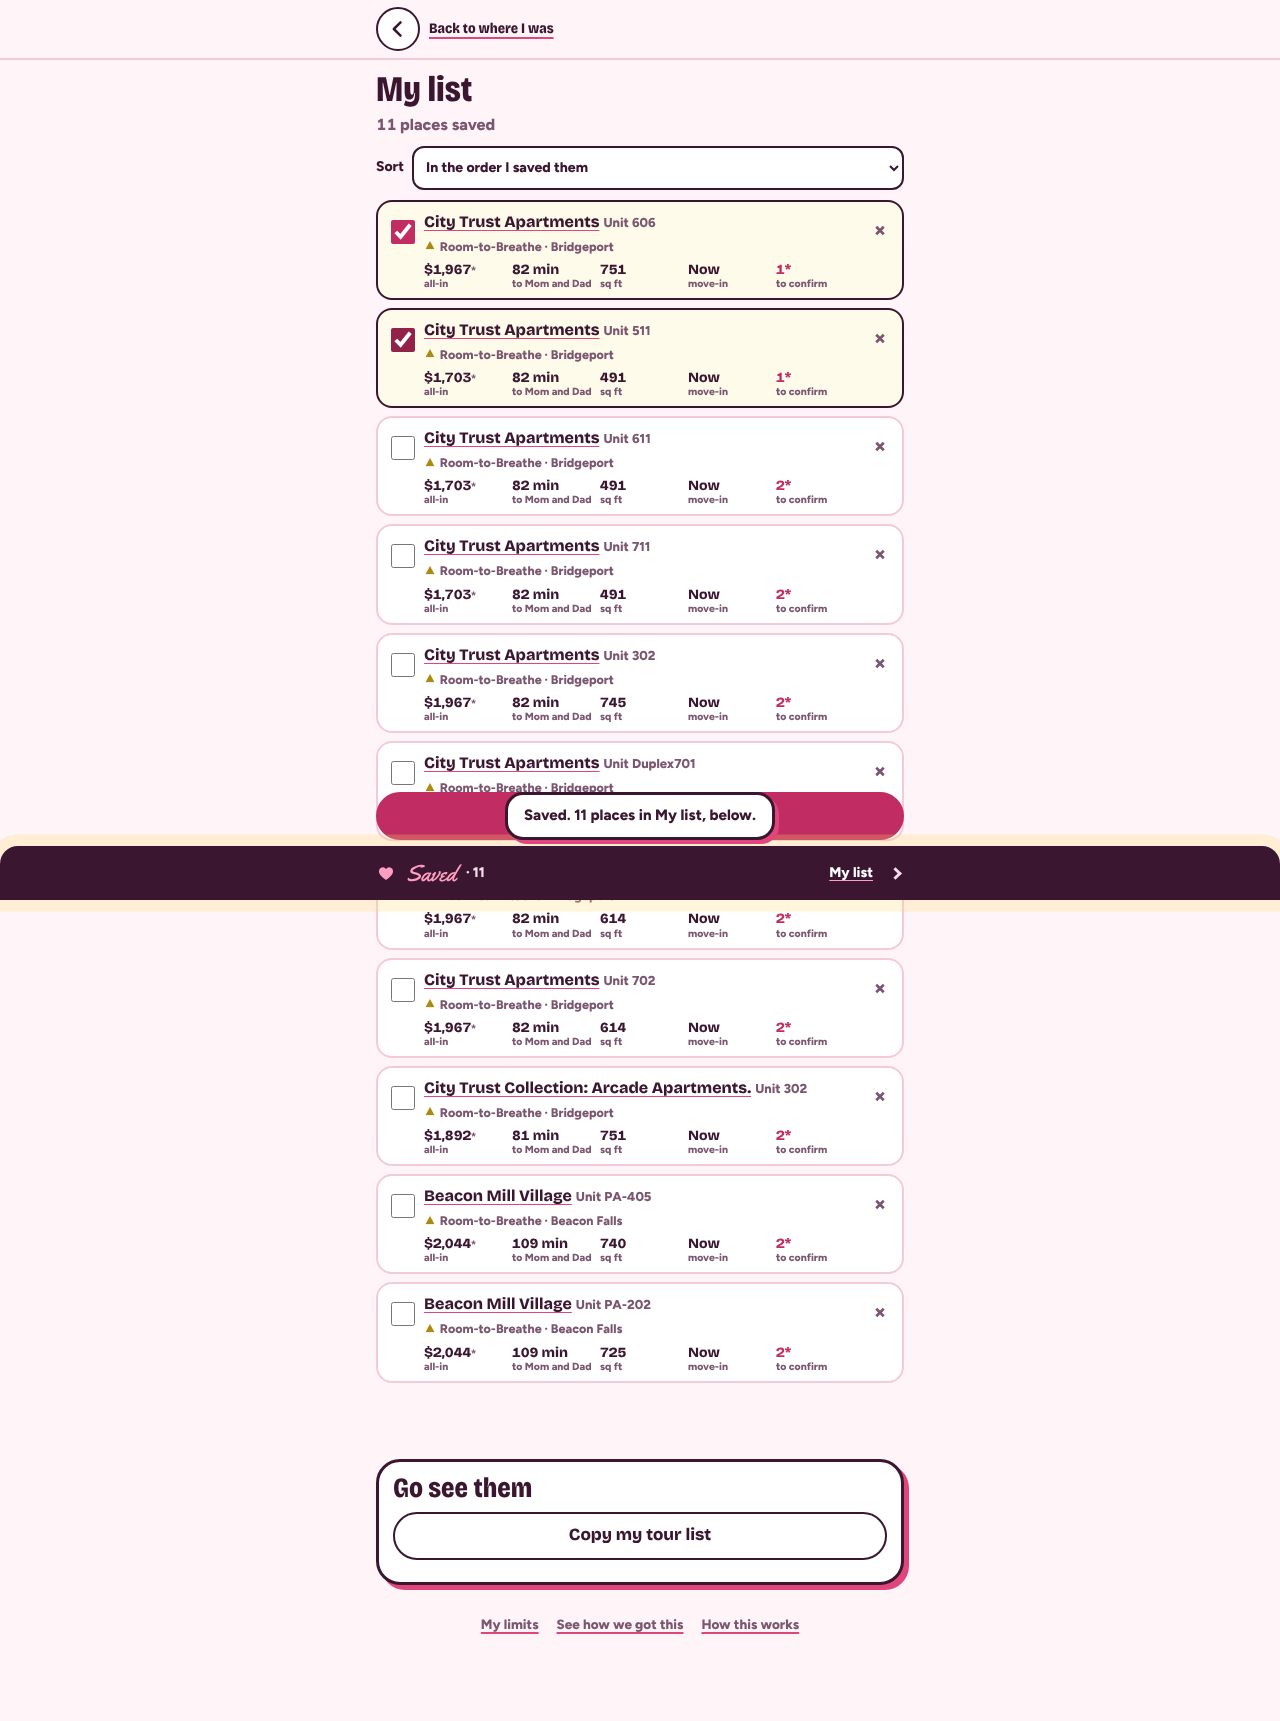 Back to where I was
My list
11 places saved
Sort In the order I saved them
City Trust Apartments Unit 606
Room-to-Breathe · Bridgeport
$1,967* 82 min 751 Now 1*
all-in to Mom and Dad sq ft move-in to confirm
City Trust Apartments Unit 511
Room-to-Breathe · Bridgeport
$1,703* 82 min 491 Now 1*
all-in to Mom and Dad sq ft move-in to confirm
City Trust Apartments Unit 611
Room-to-Breathe · Bridgeport
$1,703* 82 min 491 Now 2*
all-in to Mom and Dad sq ft move-in to confirm
City Trust Apartments Unit 711
Room-to-Breathe · Bridgeport
$1,703* 82 min 491 Now 2*
all-in to Mom and Dad sq ft move-in to confirm
City Trust Apartments Unit 302
Room-to-Breathe · Bridgeport
$1,967* 82 min 745 Now 2*
all-in to Mom and Dad sq ft move-in to confirm
City Trust Apartments Unit Duplex701
Room-to-Breathe · Bridgeport
Saved. 11 places in My list, below.
Saved · 11 My list
$1,967* 82 min 614 Now 2*
all-in to Mom and Dad sq ft move-in to confirm
City Trust Apartments Unit 702
Room-to-Breathe · Bridgeport
$1,967* 82 min 614 Now 2*
all-in to Mom and Dad sq ft move-in to confirm
City Trust Collection: Arcade Apartments. Unit 302
Room-to-Breathe · Bridgeport
$1,892* 81 min 751 Now 2*
all-in to Mom and Dad sq ft move-in to confirm
Beacon Mill Village Unit PA-405
Room-to-Breathe · Beacon Falls
$2,044* 109 min 740 Now 2*
all-in to Mom and Dad sq ft move-in to confirm
Beacon Mill Village Unit PA-202
Room-to-Breathe · Beacon Falls
$2,044* 109 min 725 Now 2*
all-in to Mom and Dad sq ft move-in to confirm
Go see them
Copy my tour list
My limits See how we got this How this works